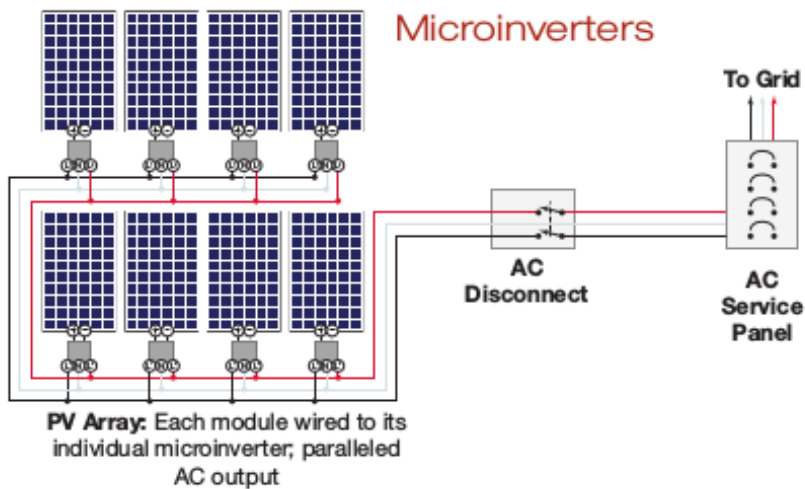 Microinverters
To Grid
+ − + − + − + −
L N L L N L L N L L N L
+ − + − + − + −
L N L L N L L N L L N L
AC
Disconnect
AC
Service
Panel
PV Array: Each module wired to its
individual microinverter; paralleled
AC output